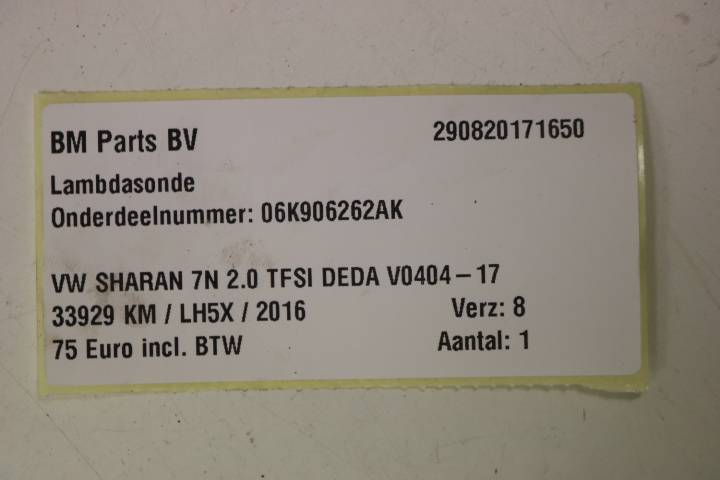 BM Parts BV 290820171650
Lambdasonde
Onderdeelnummer: 06K906262AK
VW SHARAN 7N 2.0 TFSI DEDA V0404-17
33929 KM / LH5X / 2016 Verz: 8
75 Euro incl. BTW Aantal: 1